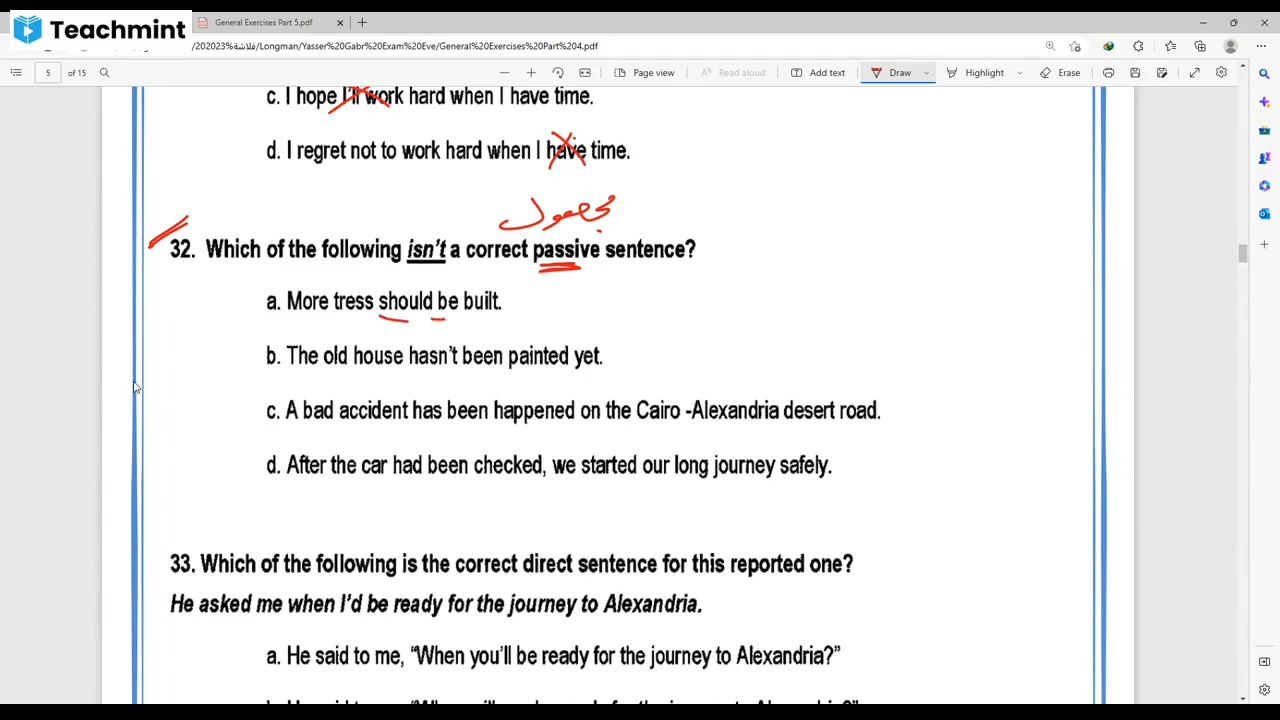 Teachmint
General Exercises Part 5.pdf
/202023فلاشة/Longman/Yasser%20Gabr%20Exam%20Eve/General%20Exercises%20Part%204.pdf
5 of 15 Page view Read aloud Add text Draw Highlight Erase
c. I hope I'll work hard when I have time.
d. I regret not to work hard when I have time.
مجهول
32. Which of the following isn't a correct passive sentence?
a. More tress should be built.
b. The old house hasn't been painted yet.
c. A bad accident has been happened on the Cairo -Alexandria desert road.
d. After the car had been checked, we started our long journey safely.
33. Which of the following is the correct direct sentence for this reported one?
He asked me when I'd be ready for the journey to Alexandria.
a. He said to me, “When you'll be ready for the journey to Alexandria?”